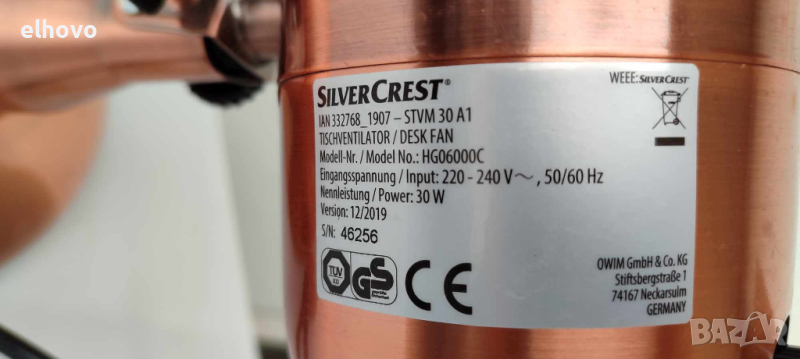 elhovo
SILVERCREST®
WEEE: SILVERCREST
IAN 332768_1907 – STVM 30 A1
TISCHVENTILATOR / DESK FAN
Modell-Nr. / Model No.: HG06000C
Eingangsspannung / Input: 220 - 240 V~, 50/60 Hz
Nennleistung / Power: 30 W
Version: 12/2019
S/N: 46256
TÜV
GS
CE
OWIM GmbH & Co. KG
Stiftsbergstraße 1
74167 Neckarsulm
GERMANY
BAZAR